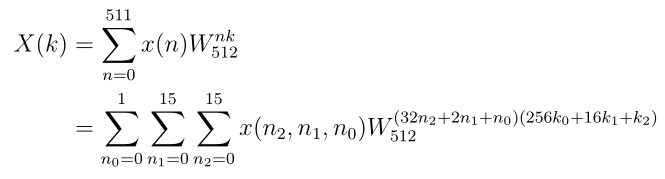 X(k) = \sum_{n=0}^{511} x(n) W_{512}^{nk}
= \sum_{n_0=0}^{1} \sum_{n_1=0}^{15} \sum_{n_2=0}^{15} x(n_2, n_1, n_0) W_{512}^{(32n_2+2n_1+n_0)(256k_0+16k_1+k_2)}